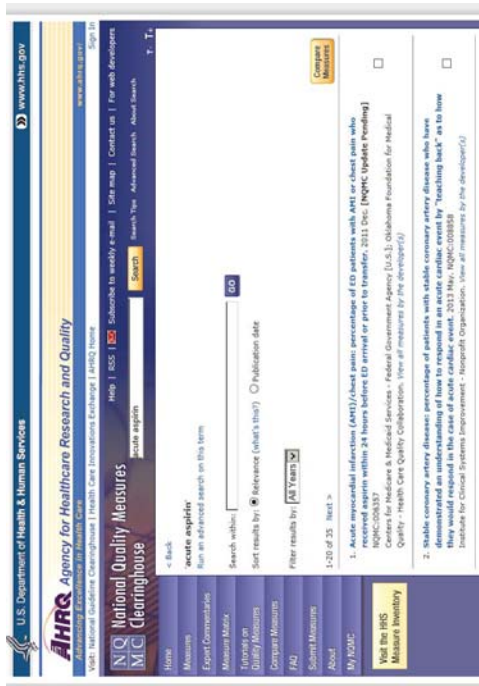 U.S. Department of Health & Human Services
www.hhs.gov
AHRQ Agency for Healthcare Research and Quality
Advancing Excellence in Health Care
www.ahrq.gov
Visit: National Guideline Clearinghouse | Health Care Innovations Exchange | AHRQ Home
Sign In
NQMC National Quality Measures Clearinghouse
Help | RSS | Subscribe to weekly e-mail | Site map | Contact us | For web developers
acute aspirin
Search
Search Tips Advanced Search About Search
T- T+
Home
Measures
Expert Commentaries
Measure Matrix
Tutorials on
Quality Measures
Compare Measures
FAQ
Submit Measures
About
My NQMC
Visit the HHS
Measure Inventory
< Back
'acute aspirin'
Run an advanced search on this term
Search within:
GO
Sort results by: Relevance (what's this?) Publication date
Filter results by: All Years
1-20 of 35 Next >
Compare
Measures
1. Acute myocardial infarction (AMI)/chest pain: percentage of ED patients with AMI or chest pain who
received aspirin within 24 hours before ED arrival or prior to transfer. 2011 Dec. [NQMC Update Pending]
NQMC:006357
Centers for Medicare & Medicaid Services - Federal Government Agency [U.S.]; Oklahoma Foundation for Medical
Quality - Health Care Quality Collaboration. View all measures by the developer(s)
2. Stable coronary artery disease: percentage of patients with stable coronary artery disease who have
demonstrated an understanding of how to respond in an acute cardiac event by "teaching back" as to how
they would respond in the case of acute cardiac event. 2013 May. NQMC:008858
Institute for Clinical Systems Improvement - Nonprofit Organization. View all measures by the developer(s)